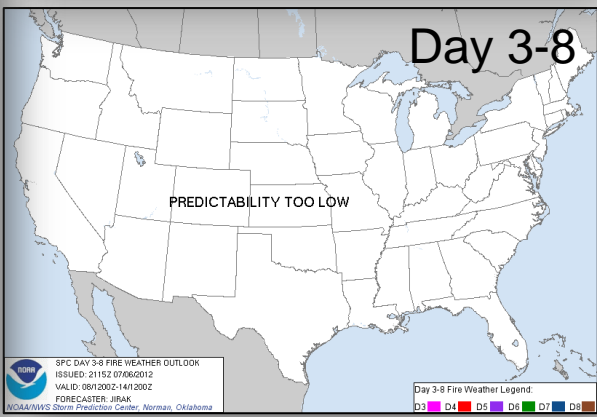 Day 3-8
PREDICTABILITY TOO LOW
NOAA
SPC DAY 3-8 FIRE WEATHER OUTLOOK
ISSUED: 2115Z 07/06/2012
VALID: 08/1200Z-14/1200Z
FORECASTER: JIRAK
NOAA/NWS Storm Prediction Center, Norman, Oklahoma
Day 3-8 Fire Weather Legend:
D3 D4 D5 D6 D7 D8